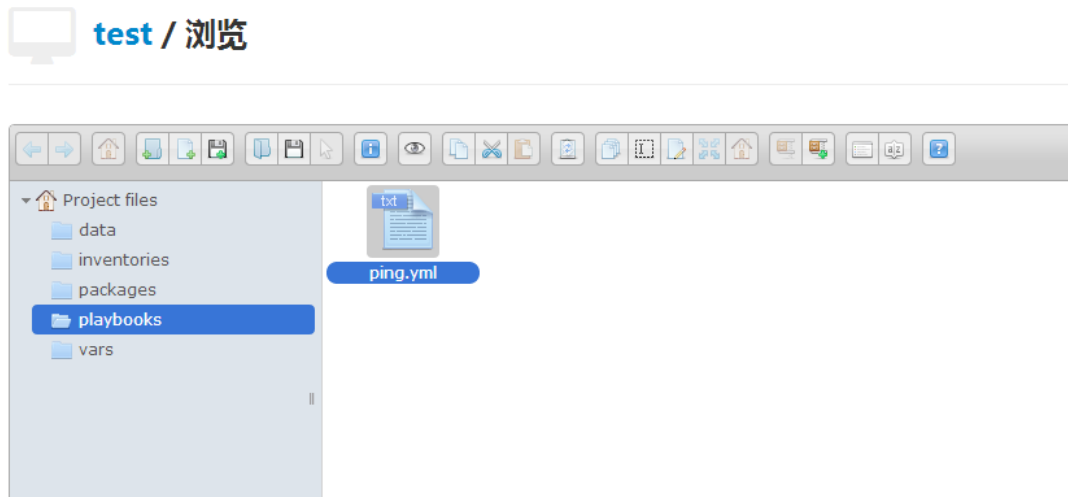 test / 浏览
Project files
data
inventories
packages
playbooks
vars
txt
ping.yml